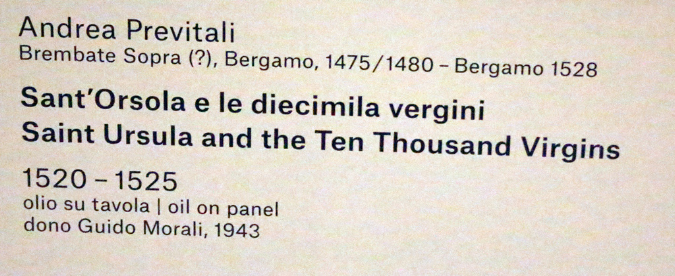 Andrea Previtali
Brembate Sopra (?), Bergamo, 1475/1480 – Bergamo 1528
Sant'Orsola e le diecimila vergini
Saint Ursula and the Ten Thousand Virgins
1520 – 1525
olio su tavola | oil on panel
dono Guido Morali, 1943